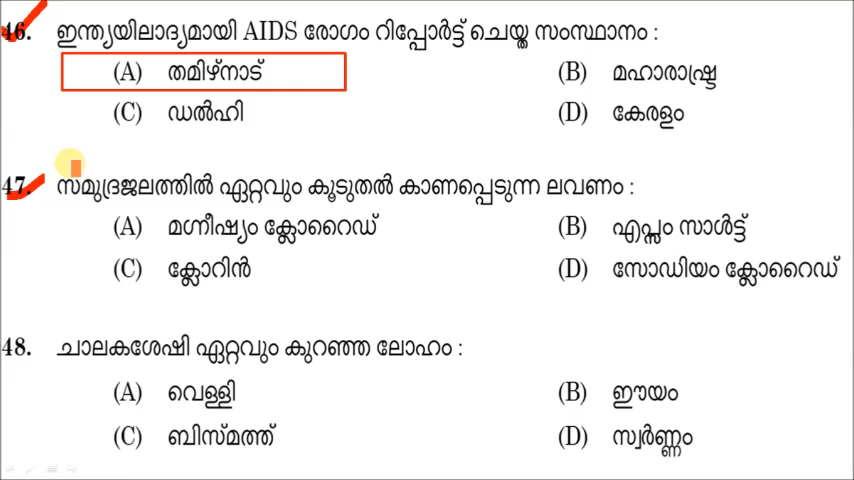 46. ഇന്ത്യയിലാദ്യമായി AIDS രോഗം റിപ്പോർട്ട് ചെയ്ത സംസ്ഥാനം :
(A) തമിഴ്നാട് (B) മഹാരാഷ്ട്ര
(C) ഡൽഹി (D) കേരളം
47. സമുദ്രജലത്തിൽ ഏറ്റവും കൂടുതൽ കാണപ്പെടുന്ന ലവണം :
(A) മഗ്നീഷ്യം ക്ലോറൈഡ് (B) എപ്സം സാൾട്ട്
(C) ക്ലോറിൻ (D) സോഡിയം ക്ലോറൈഡ്
48. ചാലകശേഷി ഏറ്റവും കുറഞ്ഞ ലോഹം :
(A) വെള്ളി (B) ഈയം
(C) ബിസ്മത്ത് (D) സ്വർണ്ണം